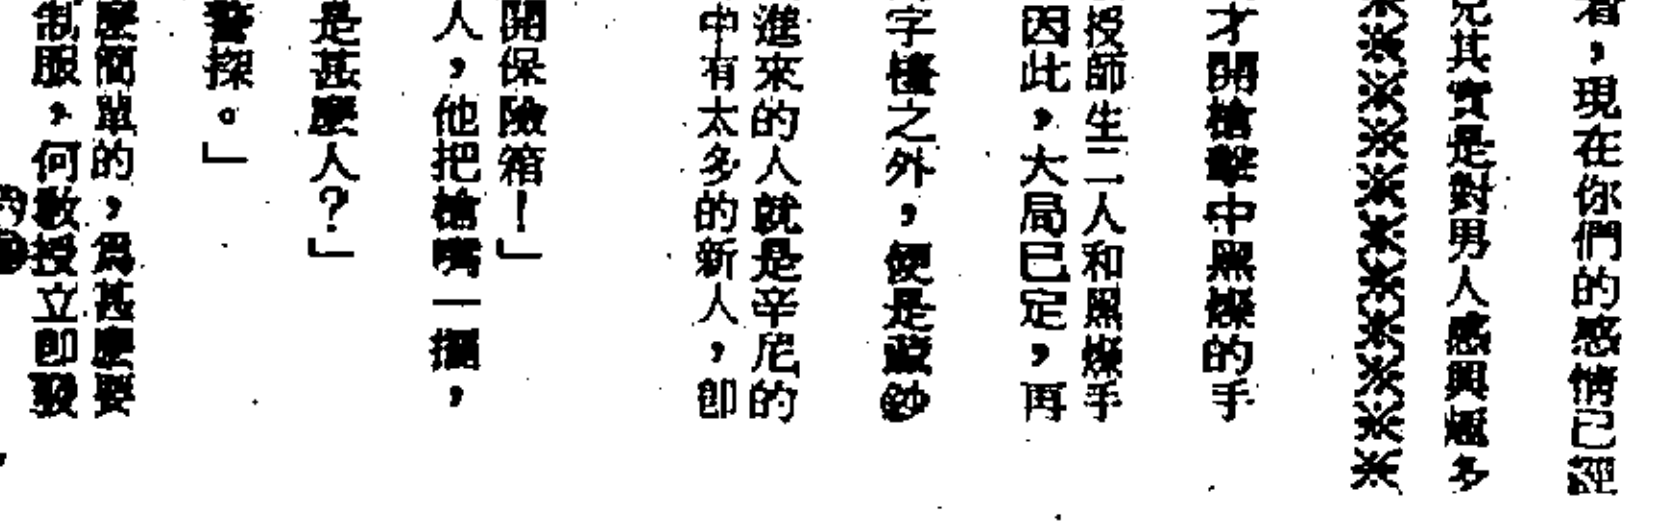 着，現在你們的感情已經
兒其實是對男人感興趣多
※※※※※※※※※※
才開槍擊中黑燦的手
授師生二人和黑燦手
因此，大局已定，再
字檯之外，便是藏鈔
進來的人就是辛尼的
中有太多的新人，即
開保險箱！」
人，他把槍嘴一擺，
是甚麼人？」
警探。」
麼簡單的，爲甚麼要
制服，何教授立即發